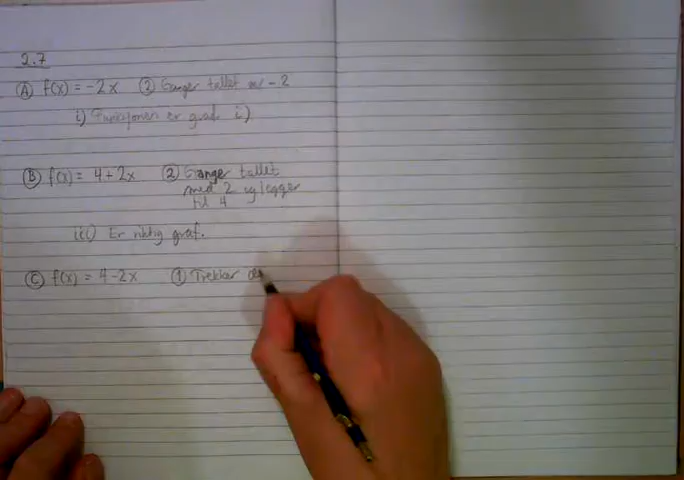 2.7
Ⓐ f(x) = -2x ② Ganger tallet av -2
i) Funksjonen er graf i)
Ⓑ f(x) = 4+2x ② Ganger tallet
med 2 og legger
til 4
iii) Er riktig graf.
Ⓒ f(x) = 4-2x ① Trekker